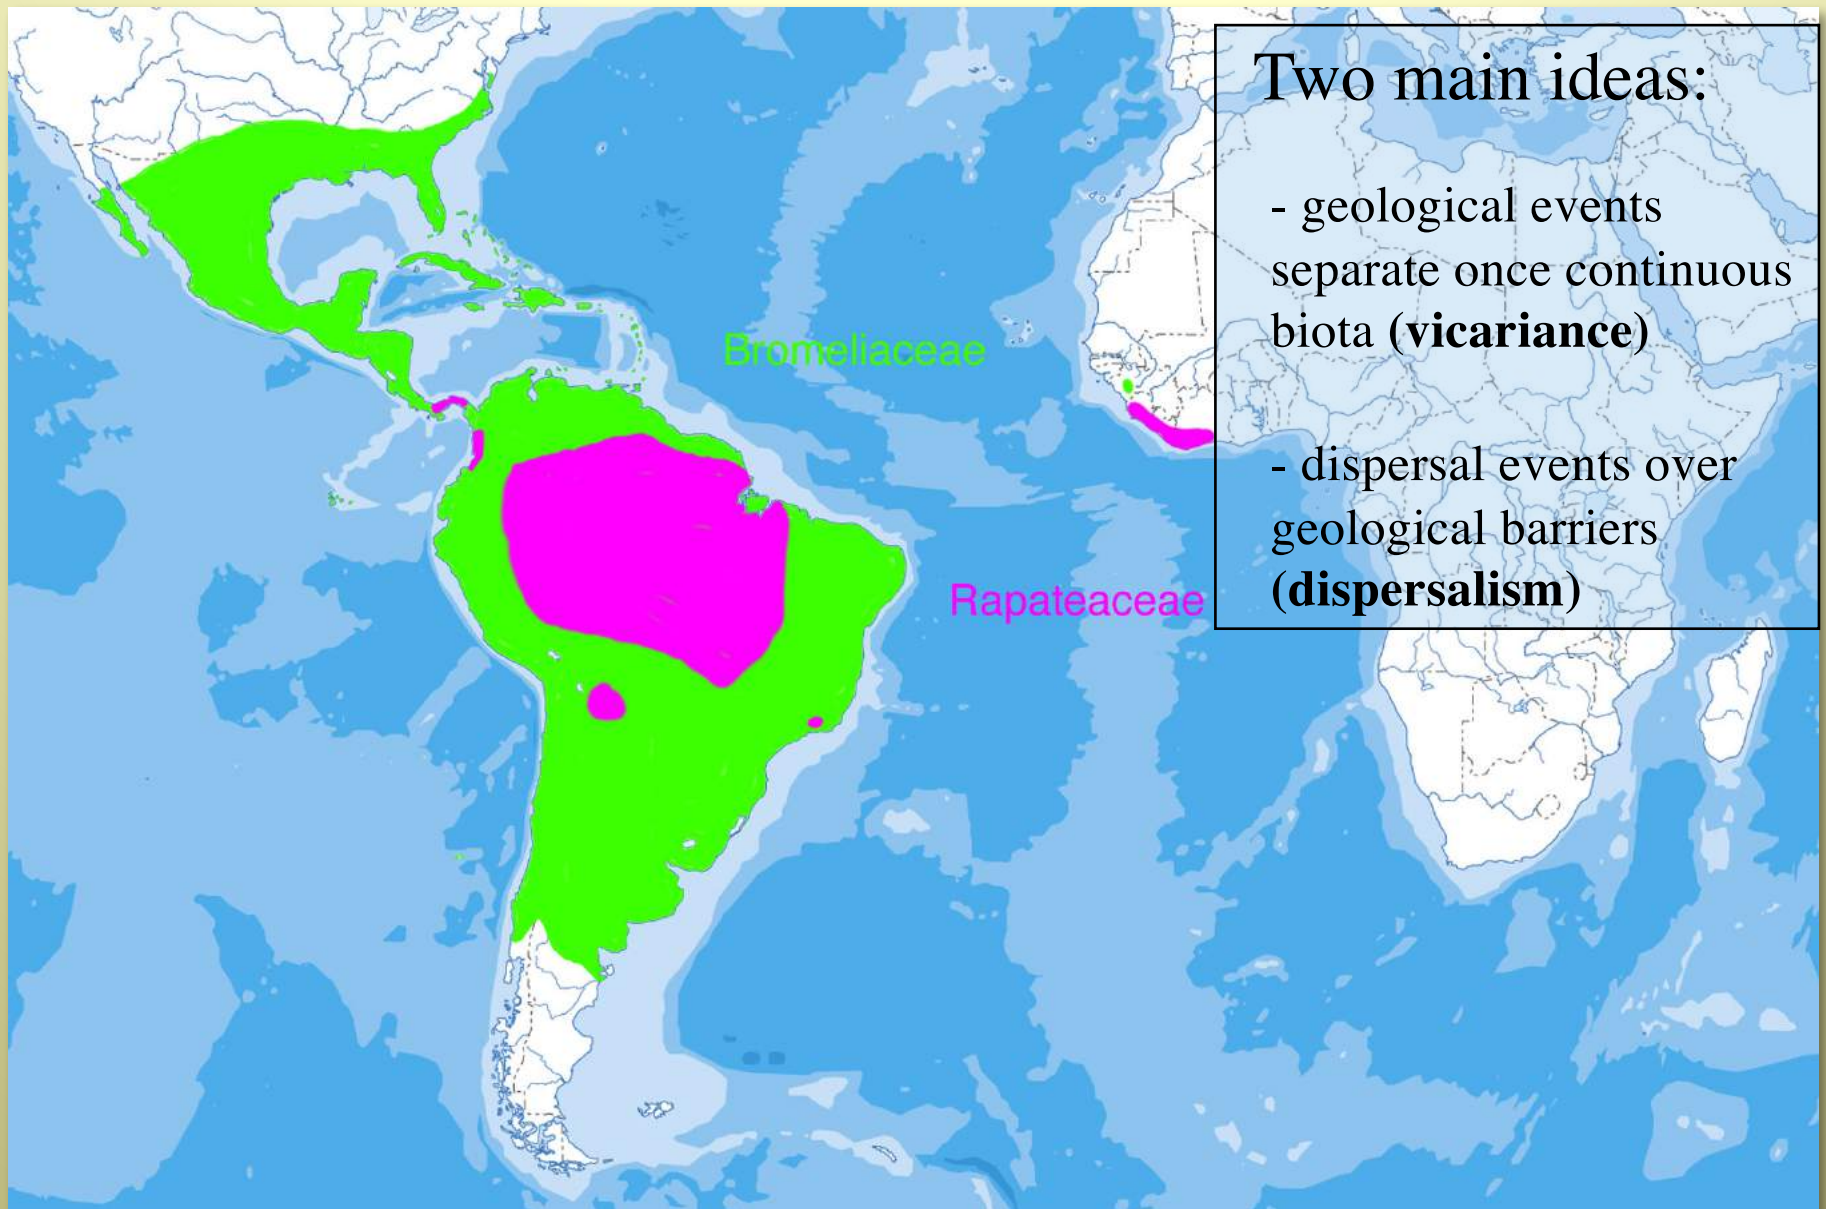 Two main ideas:
- geological events
separate once continuous
biota (vicariance)
- dispersal events over
geological barriers
(dispersalism)
Bromeliaceae
Rapateaceae